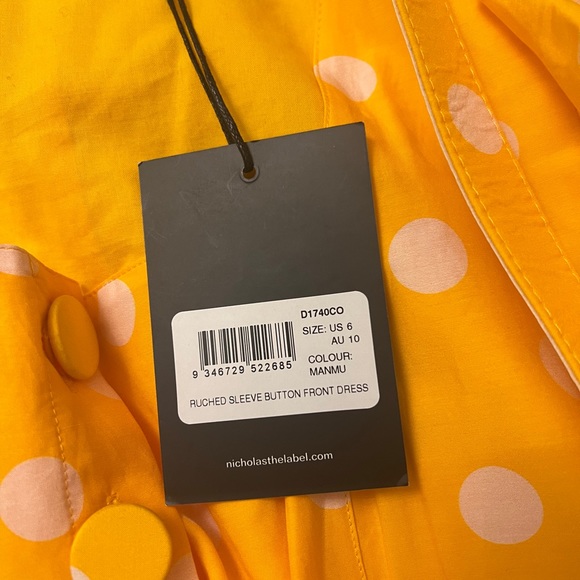 D1740CO
SIZE: US 6
AU 10
COLOUR:
MANMU
9 346729 522685
RUCHED SLEEVE BUTTON FRONT DRESS
nicholasthelabel.com